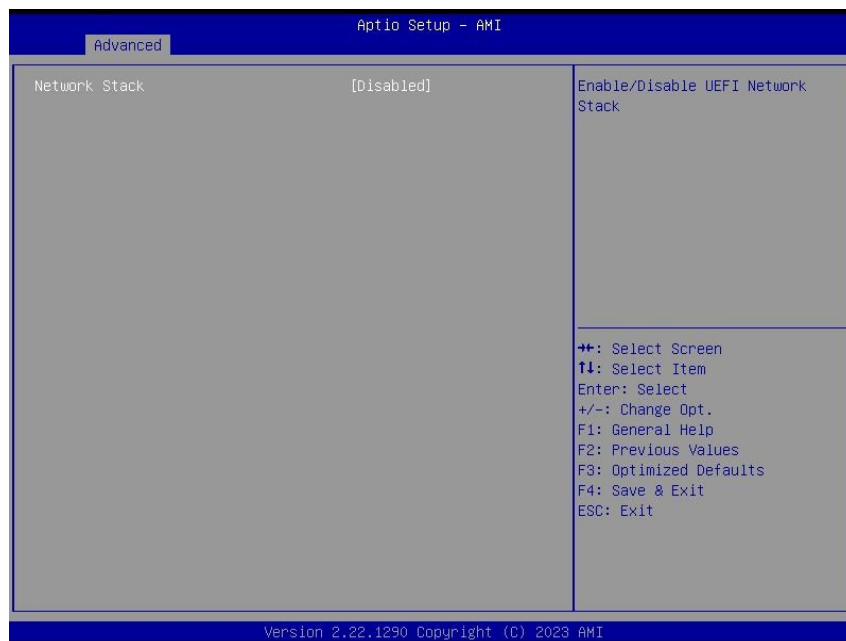 Aptio Setup – AMI
Advanced
Network Stack [Disabled]
Enable/Disable UEFI Network
Stack
→←: Select Screen
↑↓: Select Item
Enter: Select
+/-: Change Opt.
F1: General Help
F2: Previous Values
F3: Optimized Defaults
F4: Save & Exit
ESC: Exit
Version 2.22.1290 Copyright (C) 2023 AMI